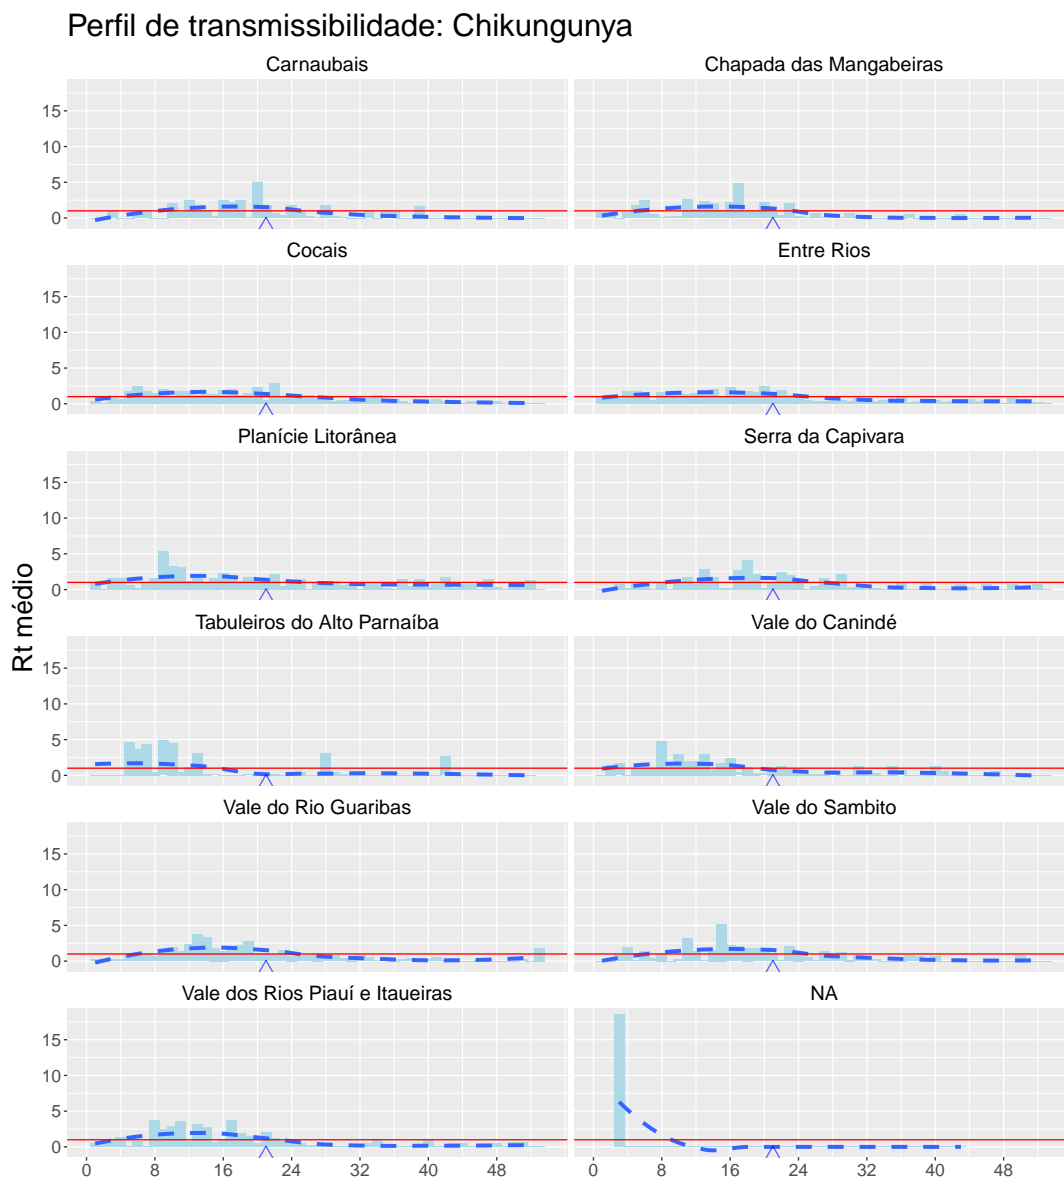 Perfil de transmissibilidade: Chikungunya
Carnaubais
Chapada das Mangabeiras
15
10
5
0
Cocais
Entre Rios
15
10
5
0
Planície Litorânea
Serra da Capivara
15
10
5
0
Rt médio
Tabuleiros do Alto Parnaíba
Vale do Canindé
15
10
5
0
Vale do Rio Guaribas
Vale do Sambito
15
10
5
0
Vale dos Rios Piauí e Itaueiras
NA
15
10
5
0
0 8 16 24 32 40 48
0 8 16 24 32 40 48